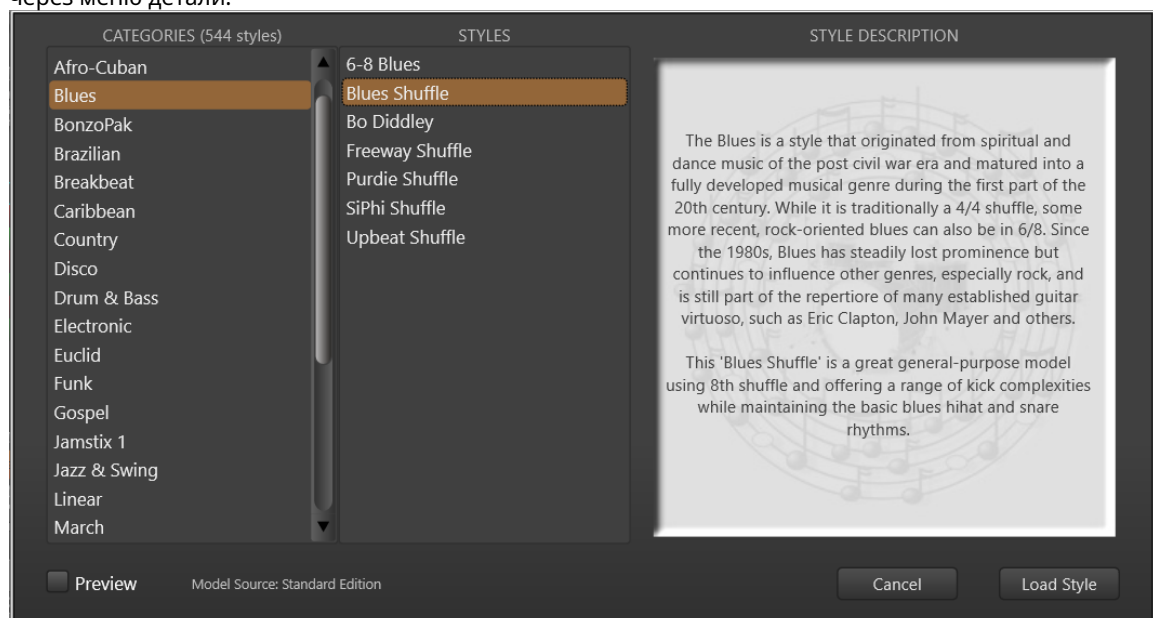 через меню детали.
CATEGORIES (544 styles)
Afro-Cuban
Blues
BonzoPak
Brazilian
Breakbeat
Caribbean
Country
Disco
Drum & Bass
Electronic
Euclid
Funk
Gospel
Jamstix 1
Jazz & Swing
Linear
March
STYLES
6-8 Blues
Blues Shuffle
Bo Diddley
Freeway Shuffle
Purdie Shuffle
SiPhi Shuffle
Upbeat Shuffle
STYLE DESCRIPTION
The Blues is a style that originated from spiritual and
dance music of the post civil war era and matured into a
fully developed musical genre during the first part of the
20th century. While it is traditionally a 4/4 shuffle, some
more recent, rock-oriented blues can also be in 6/8. Since
the 1980s, Blues has steadily lost prominence but
continues to influence other genres, especially rock, and
is still part of the repertiore of many established guitar
virtuoso, such as Eric Clapton, John Mayer and others.
This 'Blues Shuffle' is a great general-purpose model
using 8th shuffle and offering a range of kick complexities
while maintaining the basic blues hihat and snare
rhythms.
Preview
Model Source: Standard Edition
Cancel
Load Style